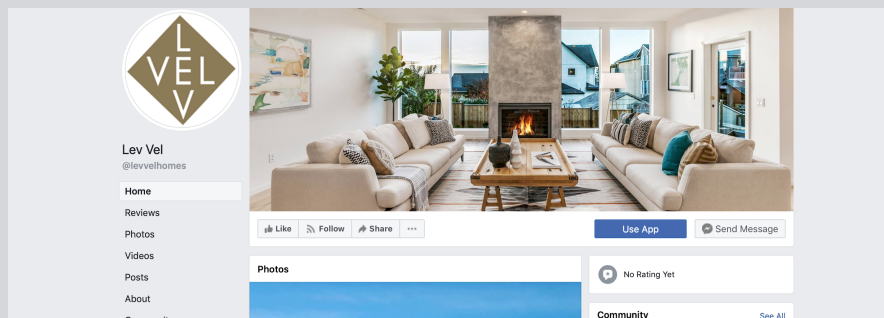 L
VEL
V
Lev Vel
@levvelhomes
Home
Reviews
Photos
Videos
Posts
About
Like
Follow
Share
...
Use App
Send Message
Photos
No Rating Yet
Community
See All